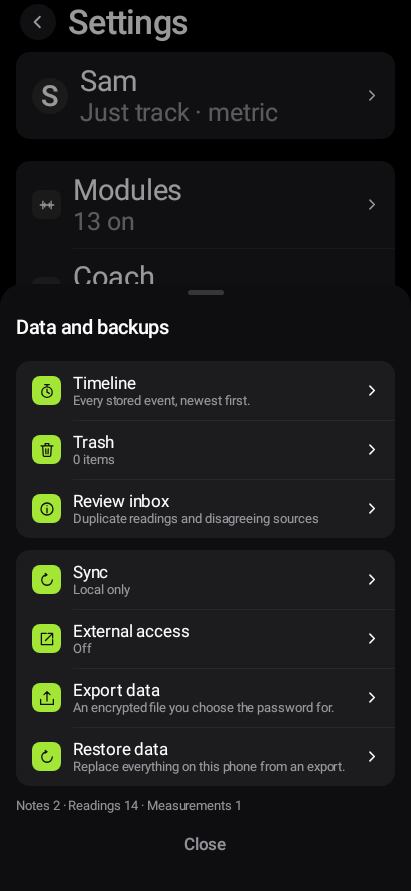 Settings
S
Sam
Just track · metric
Modules
13 on
Coach
Data and backups
Timeline
Every stored event, newest first.
Trash
0 items
Review inbox
Duplicate readings and disagreeing sources
Sync
Local only
External access
Off
Export data
An encrypted file you choose the password for.
Restore data
Replace everything on this phone from an export.
Notes 2 · Readings 14 · Measurements 1
Close